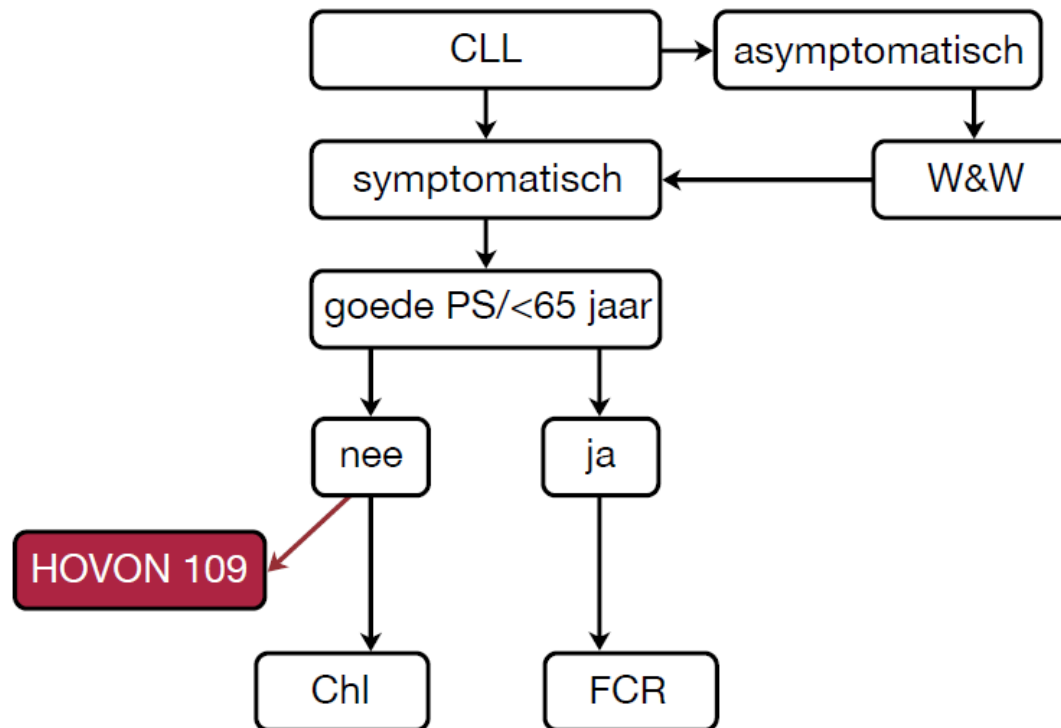 CLL
asymptomatisch
symptomatisch
W&W
goede PS/<65 jaar
nee
ja
HOVON 109
Chl
FCR